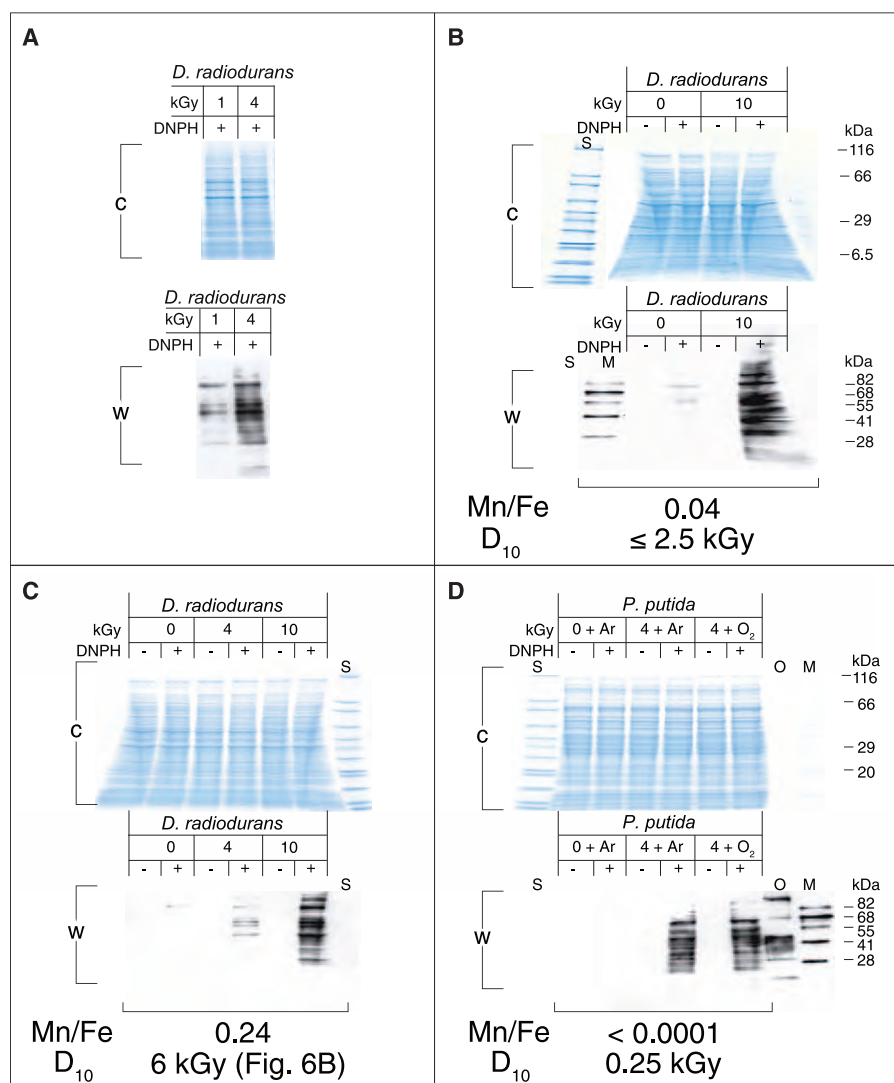 A
D. radiodurans
kGy 1 4
DNPH + +
C
D. radiodurans
kGy 1 4
DNPH + +
W
B
D. radiodurans
kGy 0 10
DNPH - + - +
S
kDa
116
66
29
6.5
C
D. radiodurans
kGy 0 10
DNPH - + - +
S M
kDa
82
68
55
41
28
W
Mn/Fe 0.04
D10 ≤ 2.5 kGy
C
D. radiodurans
kGy 0 4 10
DNPH - + - + - +
S
C
D. radiodurans
0 4 10
- + - + - +
S
W
Mn/Fe 0.24
D10 6 kGy (Fig. 6B)
D
P. putida
kGy 0 + Ar 4 + Ar 4 + O2
DNPH - + - + - +
S O M
kDa
116
66
29
20
C
P. putida
0 + Ar 4 + Ar 4 + O2
- + - + - +
S O M
kDa
82
68
55
41
28
W
Mn/Fe < 0.0001
D10 0.25 kGy